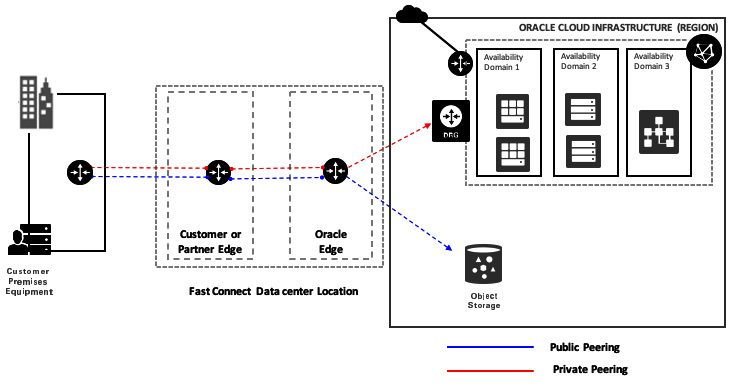 ORACLE CLOUD INFRASTRUCTURE (REGION)
Availability
Domain 1
Availability
Domain 2
Availability
Domain 3
DRG
Customer or
Partner Edge
Oracle
Edge
Customer
Premises
Equipment
Fast Connect Data center Location
Object
Storage
Public Peering
Private Peering